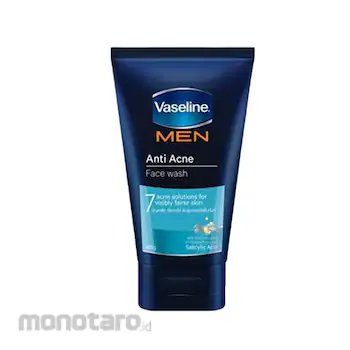 Vaseline
MEN
Anti Acne
Face wash
7 acne solutions for
visibly fairer skin
Salicylic Acid
monotaro.id